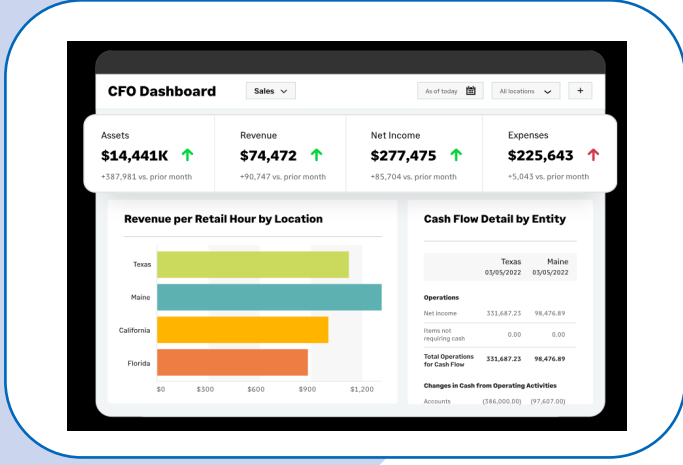 CFO Dashboard
Sales
As of today
All locations
+
Assets
$14,441K
+387,981 vs. prior month
Revenue
$74,472
+90,747 vs. prior month
Net Income
$277,475
+85,704 vs. prior month
Expenses
$225,643
+5,043 vs. prior month
Revenue per Retail Hour by Location
Texas
Maine
California
Florida
$0 $300 $600 $900 $1,200
Cash Flow Detail by Entity
Texas Maine
03/05/2022 03/05/2022
Operations
Net income 331,687.23 98,476.89
Items not
requiring cash 0.00 0.00
Total Operations
for Cash Flow 331,687.23 98,476.89
Changes in Cash from Operating Activities
Accounts (386,000.00) (97,607.00)